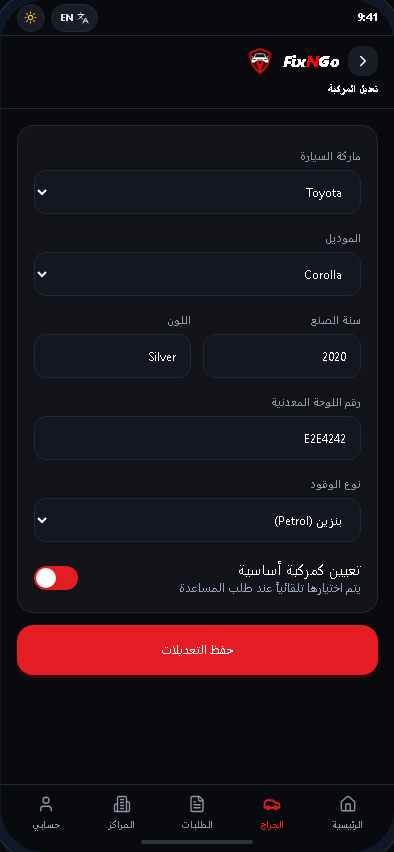 9:41
EN
FixNGo
تعديل المركبة
ماركة السيارة
Toyota
الموديل
Corolla
سنة الصنع
اللون
2020
Silver
رقم اللوحة المعدنية
E2E4242
نوع الوقود
بنزين (Petrol)
تعيين كمركبة أساسية
يتم اختيارها تلقائياً عند طلب المساعدة
حفظ التعديلات
الرئيسية
الجراج
الطلبات
المراكز
حسابي